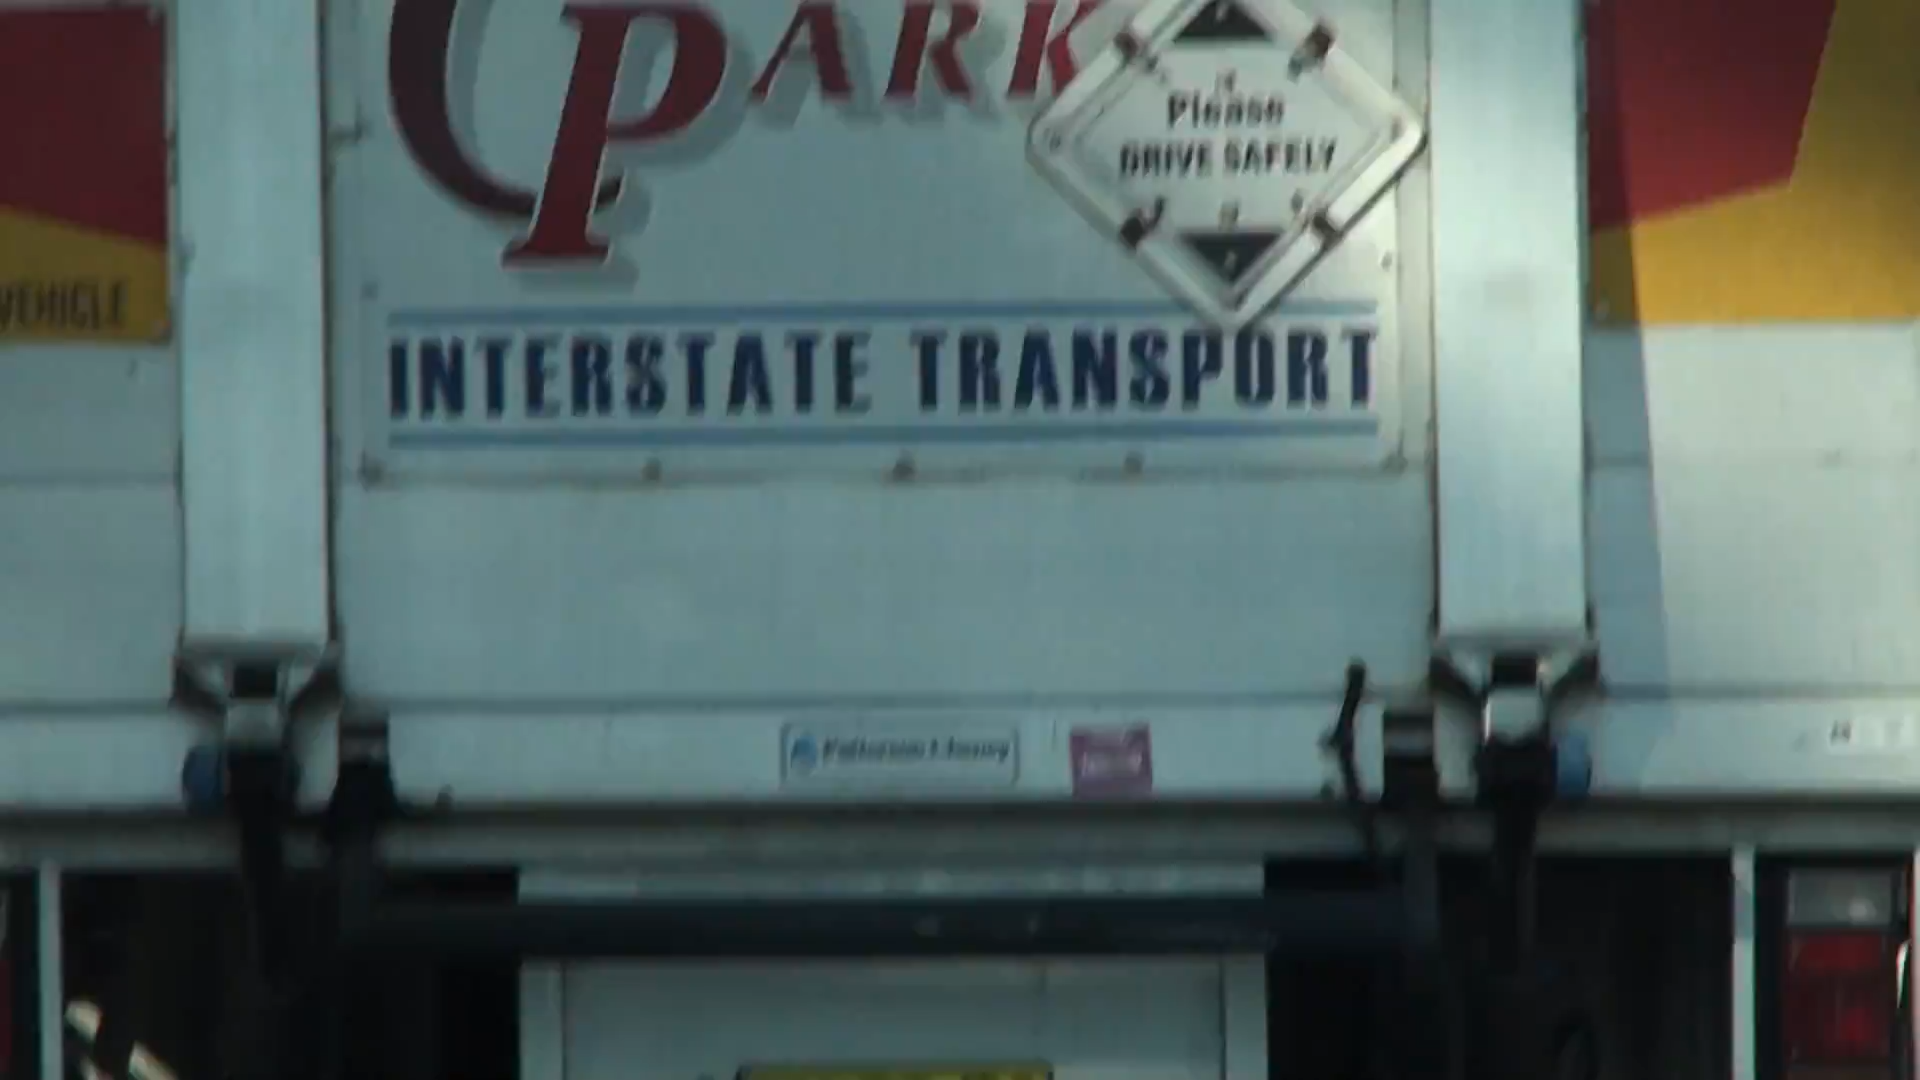 PARK
Please
DRIVE SAFELY
VEHICLE
INTERSTATE TRANSPORT